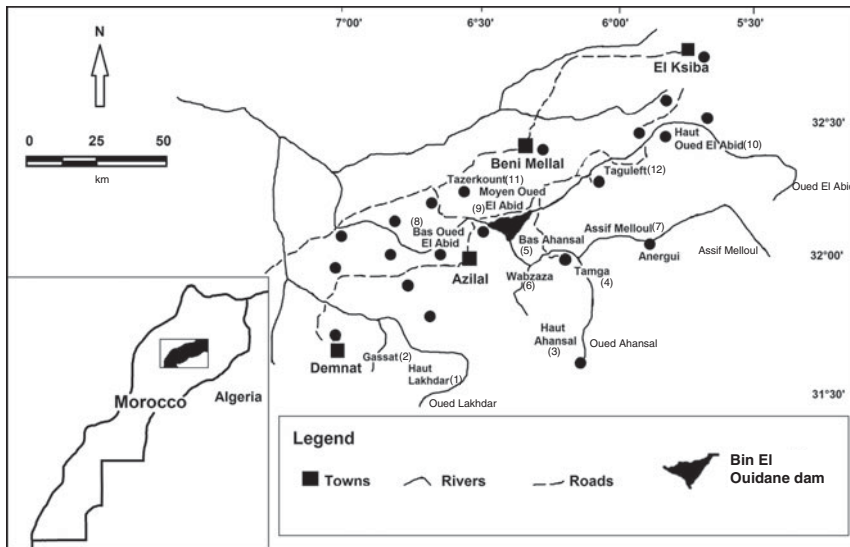 7°00' 6°30' 6°00' 5°30'
N
El Ksiba
0 25 50
km
32°30'
Haut
Oued El Abid(10)
Beni Mellal
Taguleft(12)
Tazerkount(11)
Moyen Oued
El Abid
(9)
Oued El Abid
(8)
Bas Oued
El Abid
Assif Melloul(7)
Bas Ahansal
(5)
Assif Melloul
32°00'
Anergui
Azilal
Wabzaza
(6)
Tamga
(4)
Haut
Ahansal
(3)
Oued Ahansal
Demnat
Gassat(2)
Haut
Lakhdar(1)
Oued Lakhdar
31°30'
Morocco
Algeria
Legend
Towns
Rivers
Roads
Bin El
Ouidane dam